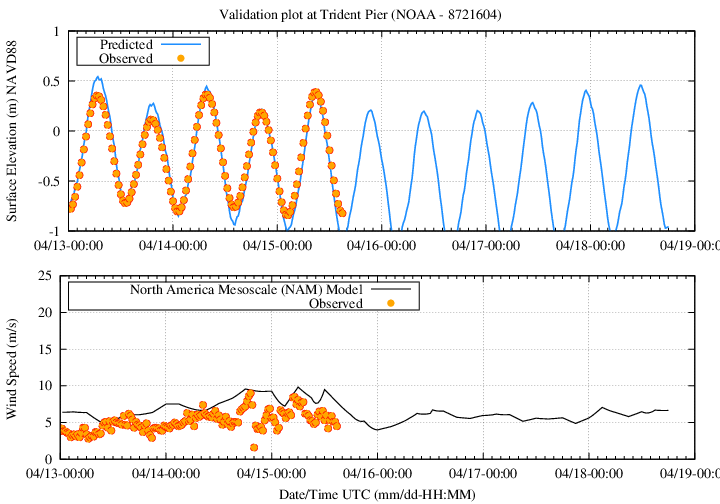 Validation plot at Trident Pier (NOAA - 8721604)
Surface Elevation (m) NAVD88
1
0.5
0
-0.5
-1
Predicted
Observed
04/13-00:00 04/14-00:00 04/15-00:00 04/16-00:00 04/17-00:00 04/18-00:00 04/19-00:00
Wind Speed (m/s)
25
20
15
10
5
0
North America Mesoscale (NAM) Model
Observed
04/13-00:00 04/14-00:00 04/15-00:00 04/16-00:00 04/17-00:00 04/18-00:00 04/19-00:00
Date/Time UTC (mm/dd-HH:MM)